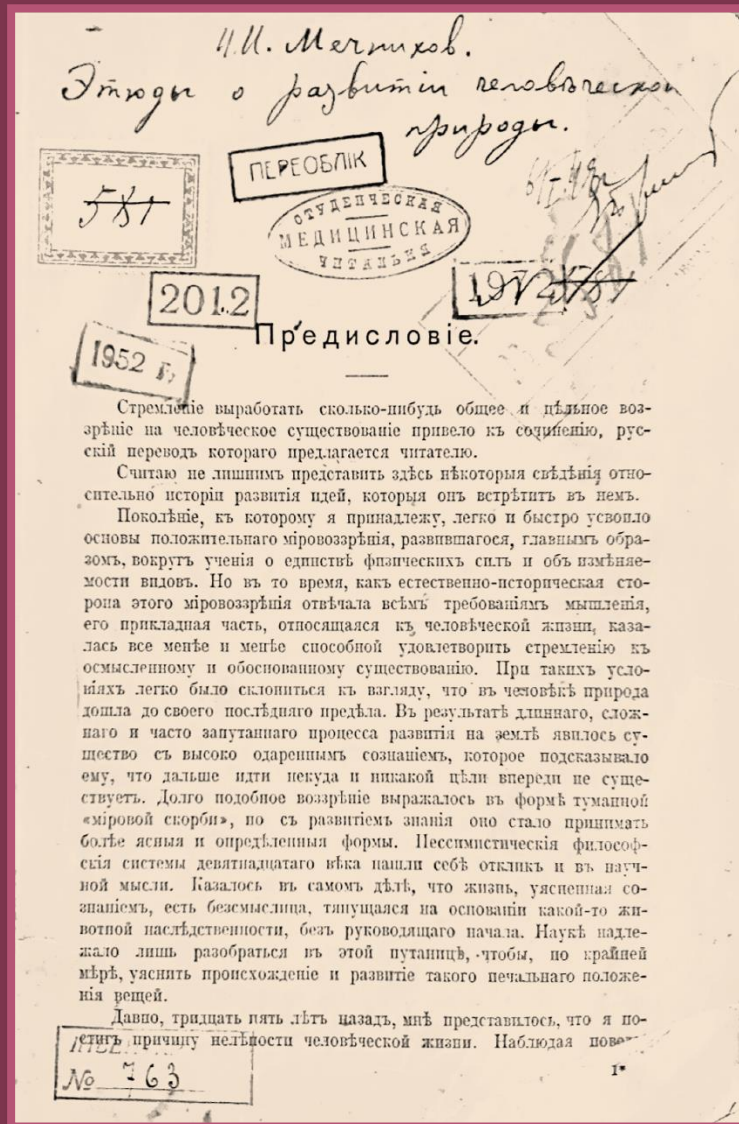 И.И. Мечников.
Этюды о развитіи человѣческой
природы.
ПЕРЕОБЛІК
581
СТУДЕНЧЕСКАЯ
МЕДИЦИНСКАЯ
ЧИТАЛЬНЯ
2012
1952 г.
Предисловіе.
Стремленіе выработать сколько-нибудь общее и цѣльное воз-
зрѣніе на человѣческое существованіе привело къ сочиненію, рус-
скій переводъ котораго предлагается читателю.
Считаю не лишнимъ представить здѣсь нѣкоторыя свѣдѣнія отно-
сительно исторіи развитія идей, которыя онъ встрѣтитъ въ немъ.
Поколѣніе, къ которому я принадлежу, легко и быстро усвоило
основы положительнаго міровоззрѣнія, развившагося, главнымъ обра-
зомъ, вокругъ ученія о единствѣ физическихъ силъ и объ измѣняе-
мости видовъ. Но въ то время, какъ естественно-историческая сто-
рона этого міровоззрѣнія отвѣчала всѣмъ требованіямъ мышленія,
его прикладная часть, относящаяся къ человѣческой жизни, каза-
лась все менѣе и менѣе способной удовлетворить стремленію къ
осмысленному и обоснованному существованію. При такихъ усло-
віяхъ легко было склониться къ взгляду, что въ человѣкѣ природа
дошла до своего послѣдняго предѣла. Въ результатѣ длиннаго, слож-
наго и часто запутаннаго процесса развитія на землѣ явилось су-
щество съ высоко одареннымъ сознаніемъ, которое подсказывало
ему, что дальше идти некуда и никакой цѣли впереди не суще-
ствуетъ. Долго подобное воззрѣніе выражалось въ формѣ туманной
«міровой скорби», но съ развитіемъ знанія оно стало принимать
болѣе ясныя и опредѣленныя формы. Пессимистическія философ-
скія системы девятнадцатаго вѣка нашли себѣ откликъ и въ науч-
ной мысли. Казалось въ самомъ дѣлѣ, что жизнь, уясненная со-
знаніемъ, есть безсмыслица, тянущаяся на основаніи какой-то жи-
вотной наслѣдственности, безъ руководящаго начала. Наукѣ надле-
жало лишь разобраться въ этой путаницѣ, чтобы, по крайней
мѣрѣ, уяснить происхожденіе и развитіе такого печальнаго положе-
нія вещей.
Давно, тридцать пять лѣтъ назадъ, мнѣ представилось, что я по-
стигъ причину нелѣпости человѣческой жизни. Наблюдая
№ 763
1*